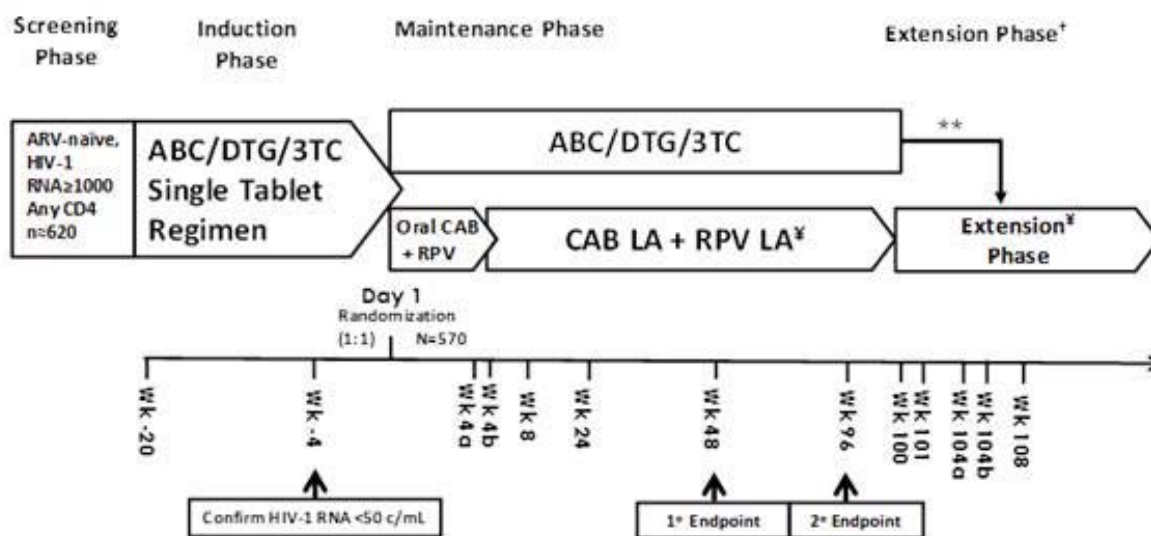 Screening
Phase
Induction
Phase
Maintenance Phase
Extension Phase†
ARV-naïve,
HIV-1
RNA≥1000
Any CD4
n≈620
ABC/DTG/3TC
Single Tablet
Regimen
ABC/DTG/3TC
**
Oral CAB
+ RPV
CAB LA + RPV LA¥
Extension¥
Phase
Day 1
Randomization
(1:1) N=570
Wk -20
Wk -4
Wk 4a
Wk 4b
Wk 8
Wk 24
Wk 48
Wk 96
Wk 100
Wk 101
Wk 104a
Wk 104b
Wk 108
Confirm HIV-1 RNA <50 c/mL
1° Endpoint
2° Endpoint